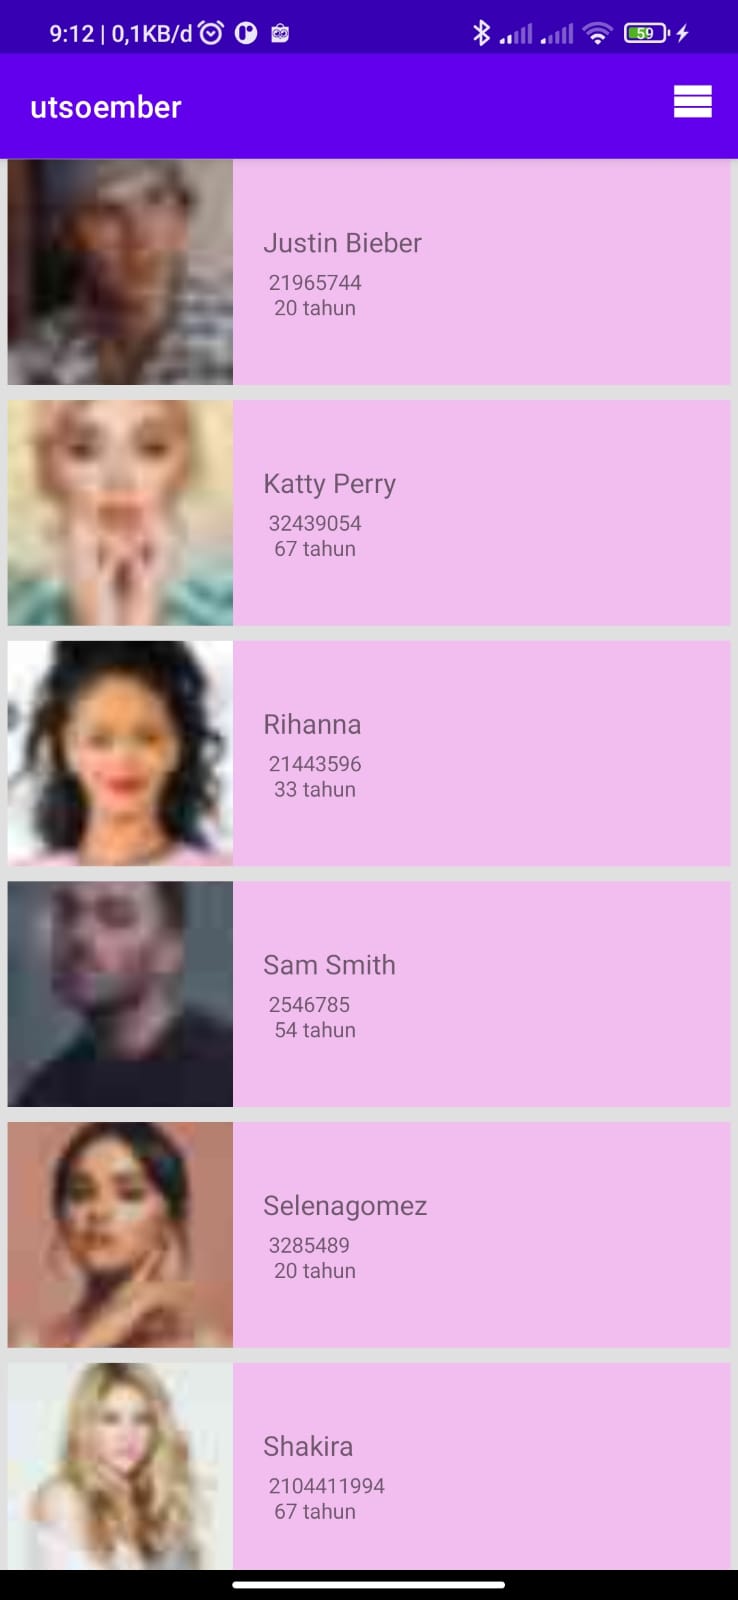 9:12 | 0,1KB/d
59
utsoember
Justin Bieber
21965744
20 tahun
Katty Perry
32439054
67 tahun
Rihanna
21443596
33 tahun
Sam Smith
2546785
54 tahun
Selenagomez
3285489
20 tahun
Shakira
2104411994
67 tahun